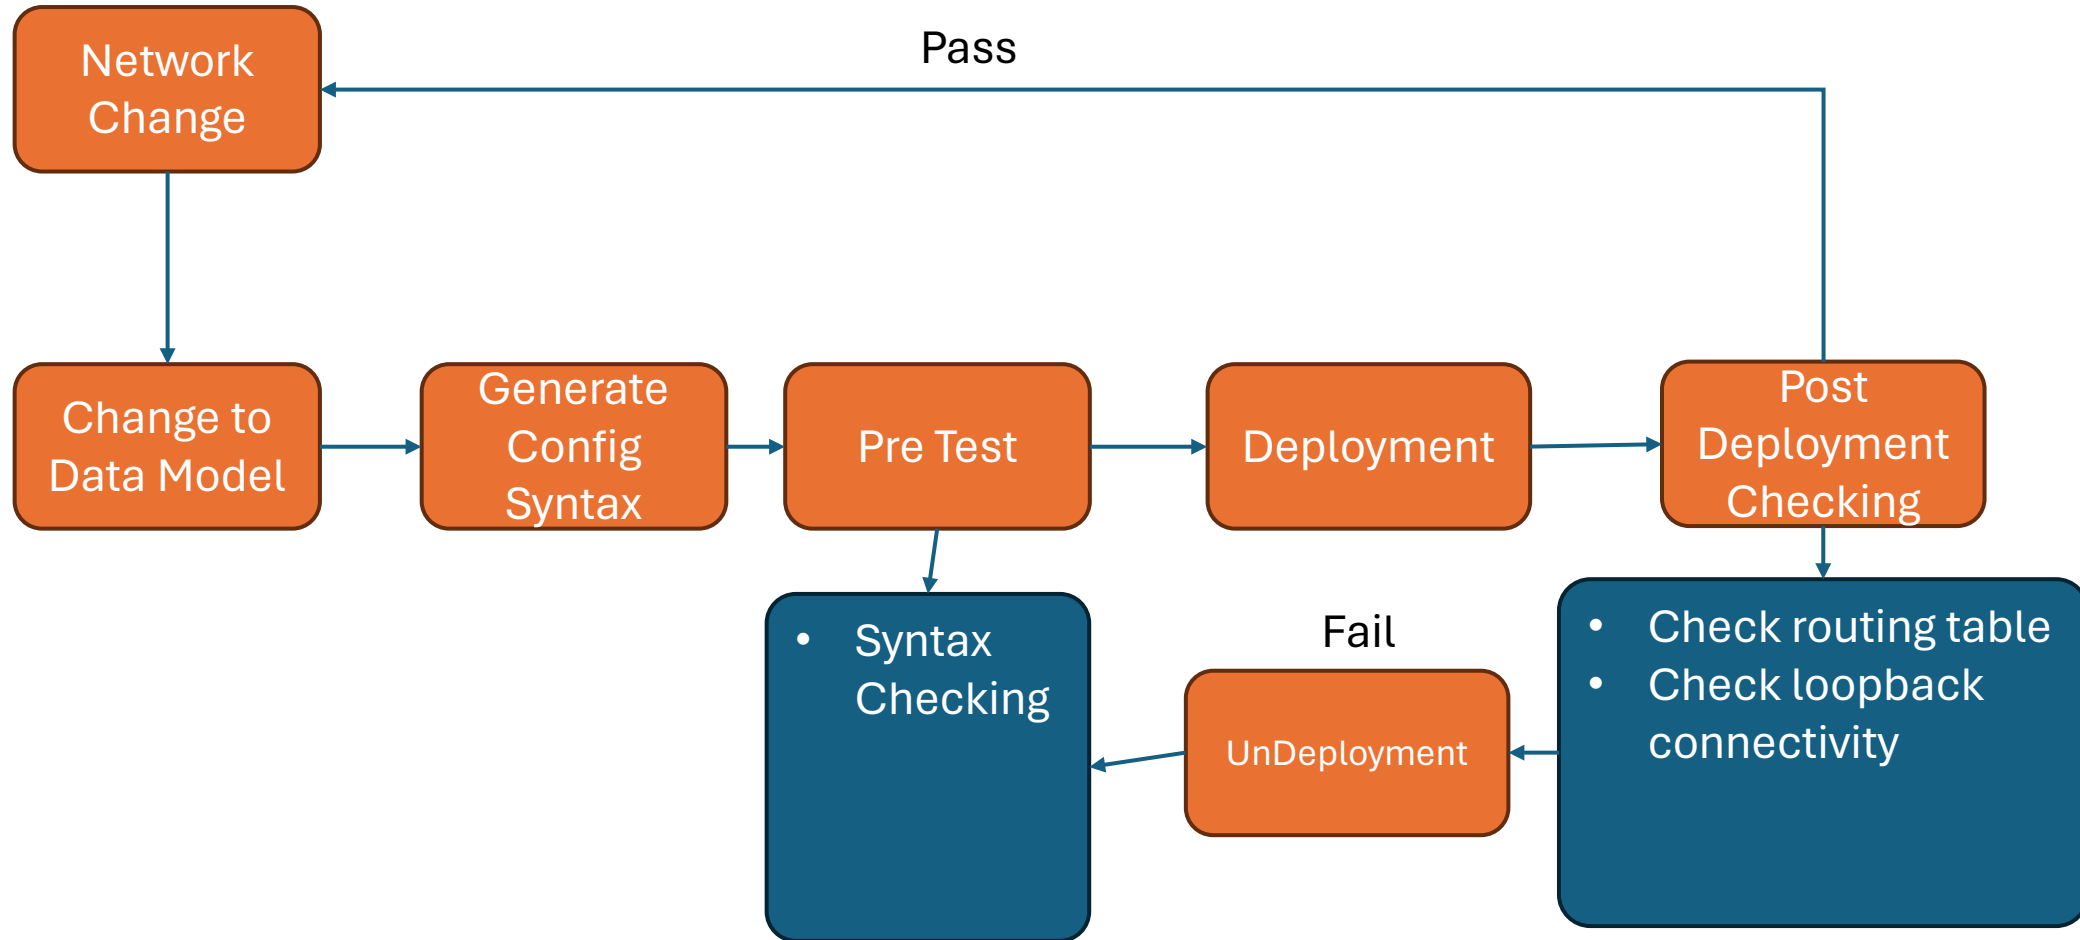 Network
Change
Pass
Change to
Data Model
Generate
Config
Syntax
Pre Test
Deployment
Post
Deployment
Checking
• Syntax
Checking
Fail
UnDeployment
• Check routing table
• Check loopback
connectivity